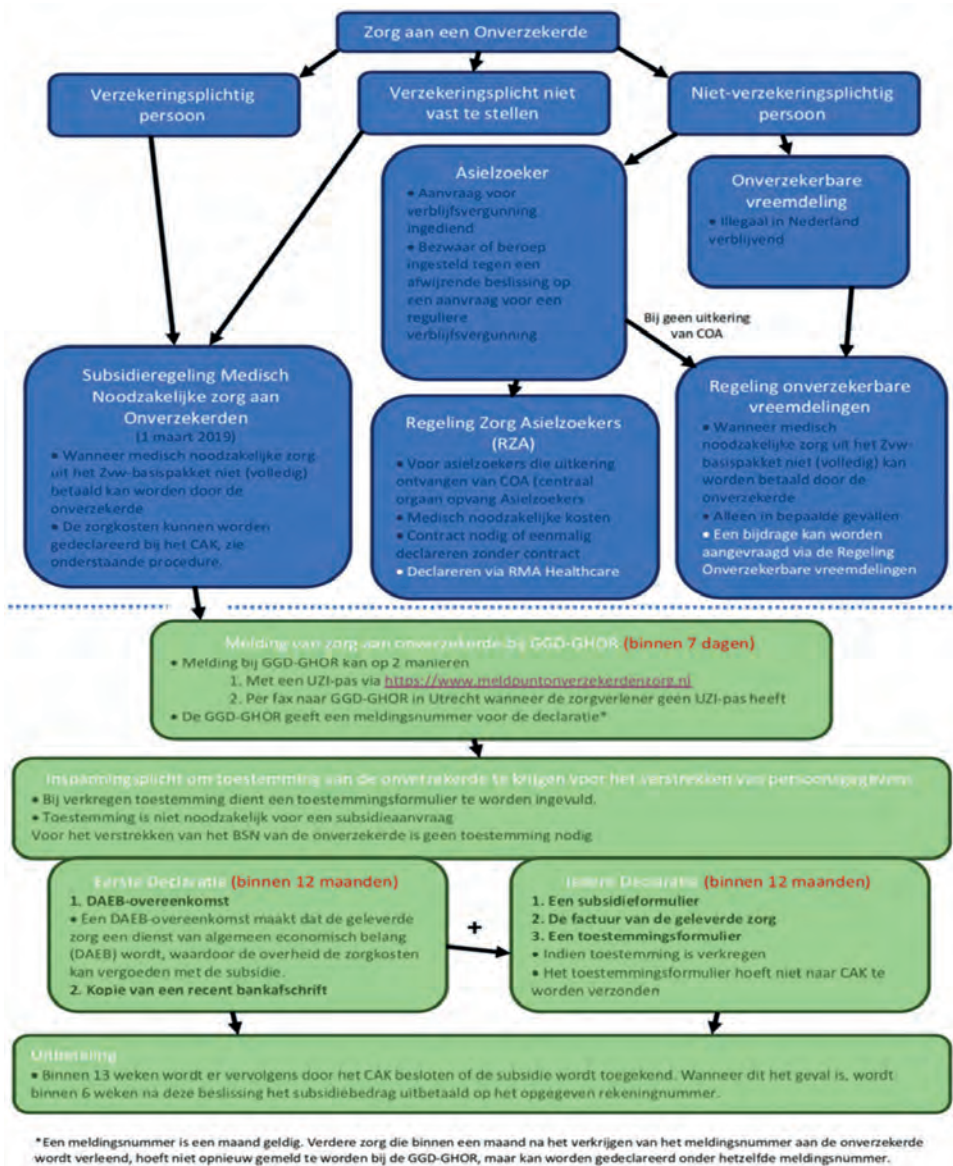 Zorg aan een Onverzekerde
Verzekeringsplichtig
persoon
Verzekeringsplicht niet
vast te stellen
Niet-verzekeringsplichtig
persoon
Asielzoeker
• Aanvraag voor
verblijfsvergunning
ingediend
• Bezwaar of beroep
ingesteld tegen een
afwijzende beslissing op
een aanvraag voor een
reguliere
verblijfsvergunning
Onverzekerbare
vreemdeling
• Illegaal in Nederland
verblijvend
Bij geen uitkering
van COA
Subsidieregeling Medisch
Noodzakelijke zorg aan
Onverzekerden
(1 maart 2019)
• Wanneer medisch noodzakelijke zorg
uit het Zvw-basispakket niet (volledig)
betaald kan worden door de
onverzekerde
• De zorgkosten kunnen worden
gedeclareerd bij het CAK, zie
onderstaande procedure.
Regeling Zorg Asielzoekers
(RZA)
• Voor asielzoekers die uitkering
ontvangen van COA (centraal
orgaan opvang Asielzoekers
• Medisch noodzakelijke kosten
• Contract nodig of eenmalig
declareren zonder contract
• Declareren via RMA Healthcare
Regeling onverzekerbare
vreemdelingen
• Wanneer medisch
noodzakelijke zorg uit het Zvw-
basispakket niet (volledig) kan
worden betaald door de
onverzekerde
• Alleen in bepaalde gevallen
• Een bijdrage kan worden
aangevraagd via de Regeling
Onverzekerbare vreemdelingen
Melding van zorg aan onverzekerde bij GGD-GHOR (binnen 7 dagen)
• Melding bij GGD-GHOR kan op 2 manieren
1. Met een UZI-pas via https://www.meldpuntonverzekerdenzorg.nl
2. Per fax naar GGD-GHOR in Utrecht wanneer de zorgverlener geen UZI-pas heeft
• De GGD-GHOR geeft een meldingsnummer voor de declaratie*
Inspanningsplicht om toestemming van de onverzekerde te krijgen voor het verstrekken van persoonsgegevens
• Bij verkregen toestemming dient een toestemmingsformulier te worden ingevuld.
• Toestemming is niet noodzakelijk voor een subsidieaanvraag
Voor het verstrekken van het BSN van de onverzekerde is geen toestemming nodig
Eerste Declaratie (binnen 12 maanden)
1. DAEB-overeenkomst
• Een DAEB-overeenkomst maakt dat de geleverde
zorg een dienst van algemeen economisch belang
(DAEB) wordt, waardoor de overheid de zorgkosten
kan vergoeden met de subsidie.
2. Kopie van een recent bankafschrift
+
Iedere Declaratie (binnen 12 maanden)
1. Een subsidieformulier
2. De factuur van de geleverde zorg
3. Een toestemmingsformulier
• Indien toestemming is verkregen
• Het toestemmingsformulier hoeft niet naar CAK te
worden verzonden
Uitbetaling
• Binnen 13 weken wordt er vervolgens door het CAK besloten of de subsidie wordt toegekend. Wanneer dit het geval is, wordt
binnen 6 weken na deze beslissing het subsidiebedrag uitbetaald op het opgegeven rekeningnummer.
*Een meldingsnummer is een maand geldig. Verdere zorg die binnen een maand na het verkrijgen van het meldingsnummer aan de onverzekerde
wordt verleend, hoeft niet opnieuw gemeld te worden bij de GGD-GHOR, maar kan worden gedeclareerd onder hetzelfde meldingsnummer.